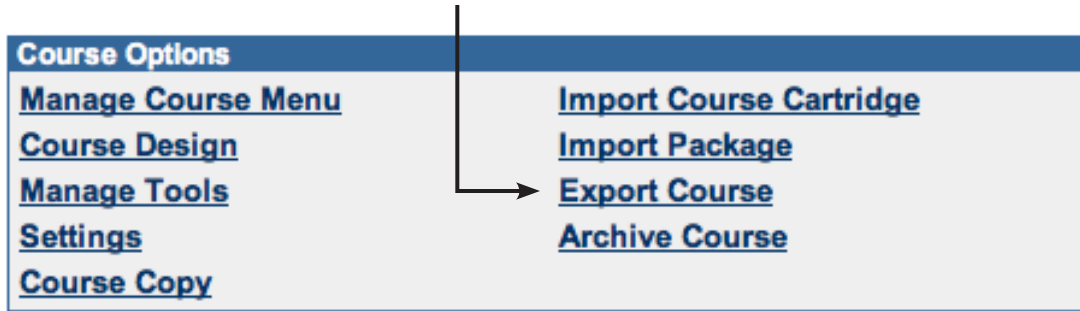 Course Options
Manage Course Menu
Course Design
Manage Tools
Settings
Course Copy
Import Course Cartridge
Import Package
Export Course
Archive Course